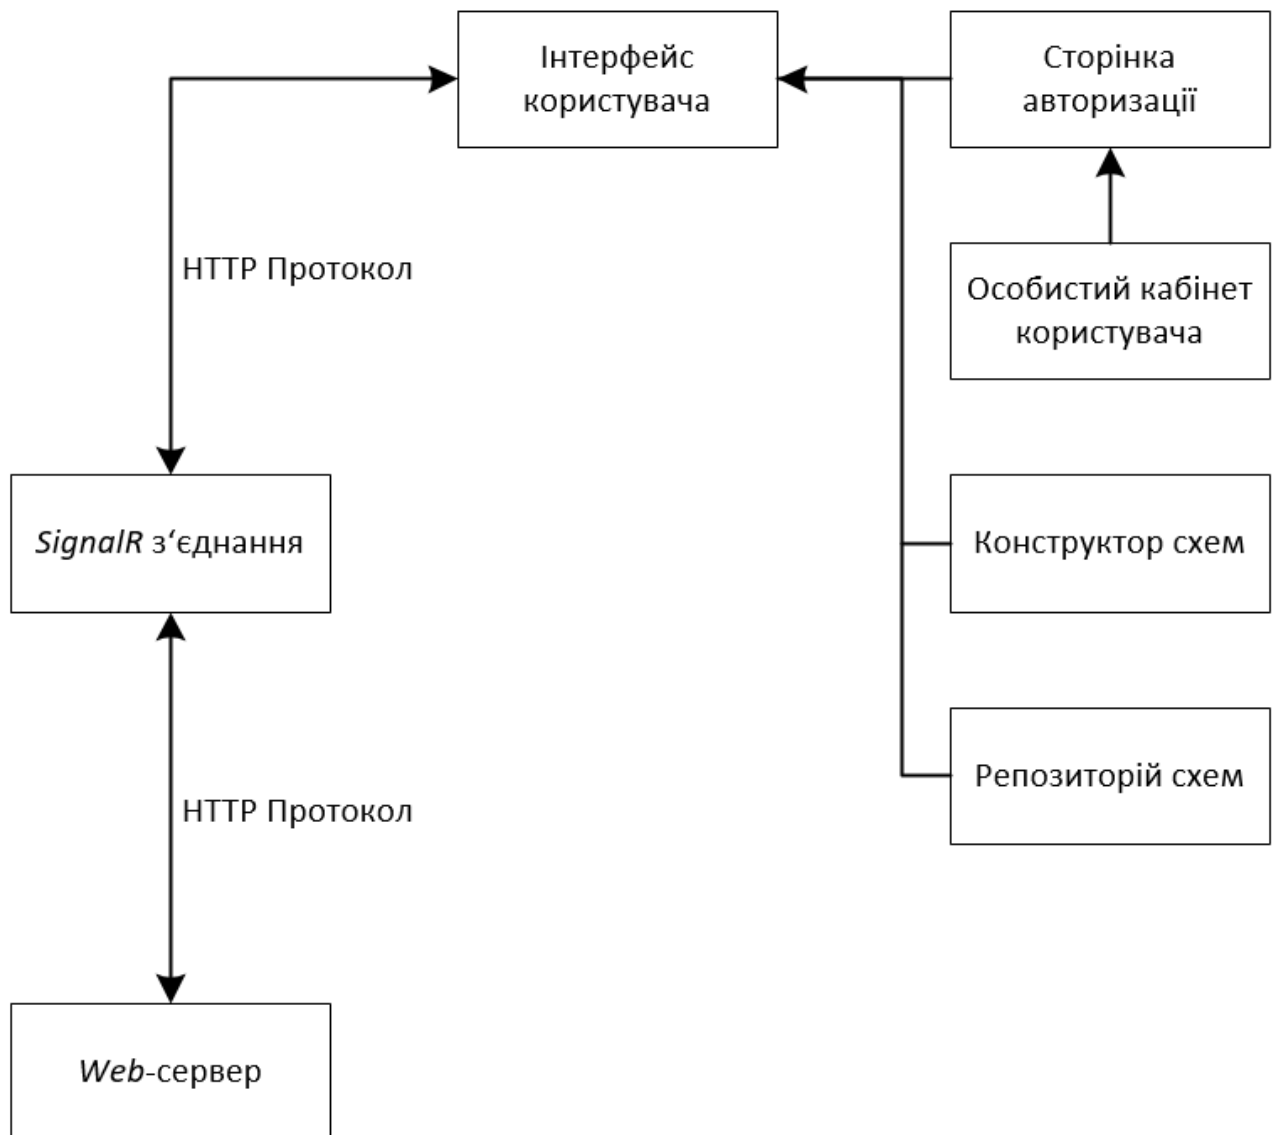 Інтерфейс
користувача
Сторінка
авторизації
HTTP Протокол
Особистий кабінет
користувача
SignalR з‘єднання
Конструктор схем
Репозиторій схем
HTTP Протокол
Web-сервер